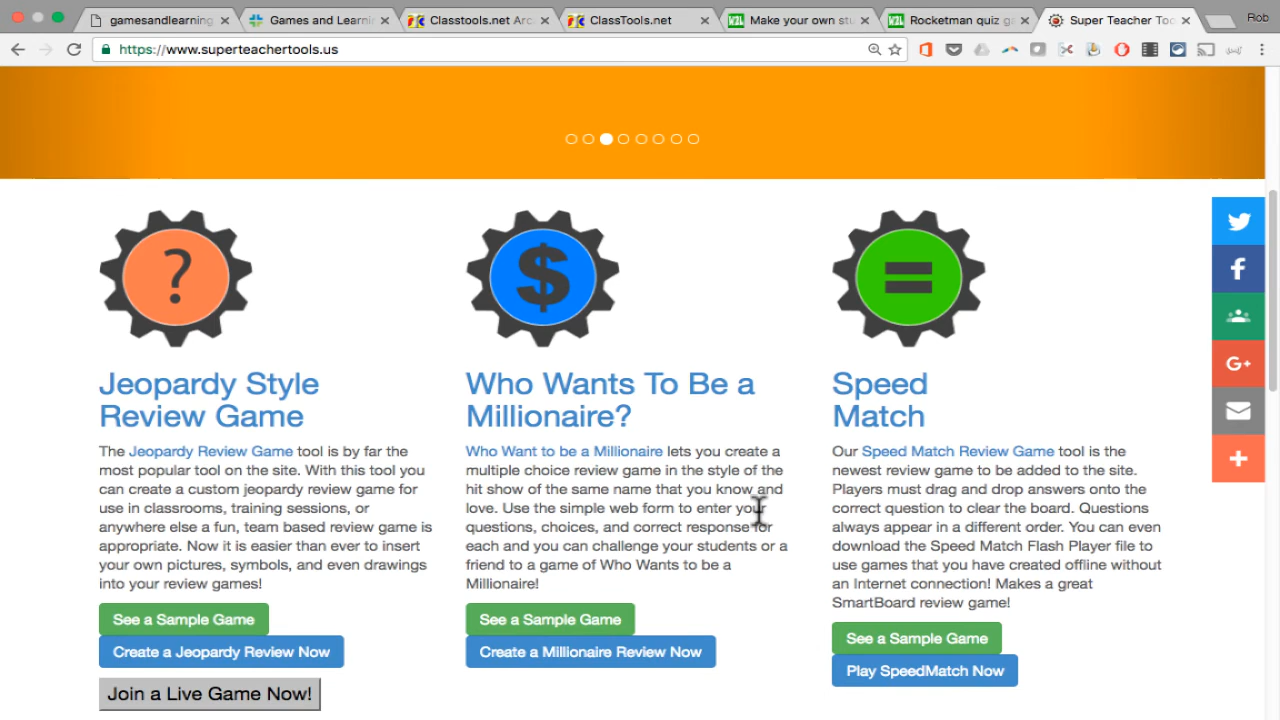 gamesandlearning
Games and Learni
Classtools.net Arc
ClassTools.net
Make your own stu
Rocketman quiz ga
Super Teacher Too
Rob
https://www.superteachertools.us
?
$
=
Jeopardy Style
Review Game
The Jeopardy Review Game tool is by far the
most popular tool on the site. With this tool you
can create a custom jeopardy review game for
use in classrooms, training sessions, or
anywhere else a fun, team based review game is
appropriate. Now it is easier than ever to insert
your own pictures, symbols, and even drawings
into your review games!
See a Sample Game
Create a Jeopardy Review Now
Join a Live Game Now!
Who Wants To Be a
Millionaire?
Who Want to be a Millionaire lets you create a
multiple choice review game in the style of the
hit show of the same name that you know and
love. Use the simple web form to enter your
questions, choices, and correct response for
each and you can challenge your students or a
friend to a game of Who Wants to be a
Millionaire!
See a Sample Game
Create a Millionaire Review Now
Speed
Match
Our Speed Match Review Game tool is the
newest review game to be added to the site.
Players must drag and drop answers onto the
correct question to clear the board. Questions
always appear in a different order. You can even
download the Speed Match Flash Player file to
use games that you have created offline without
an Internet connection! Makes a great
SmartBoard review game!
See a Sample Game
Play SpeedMatch Now
G+